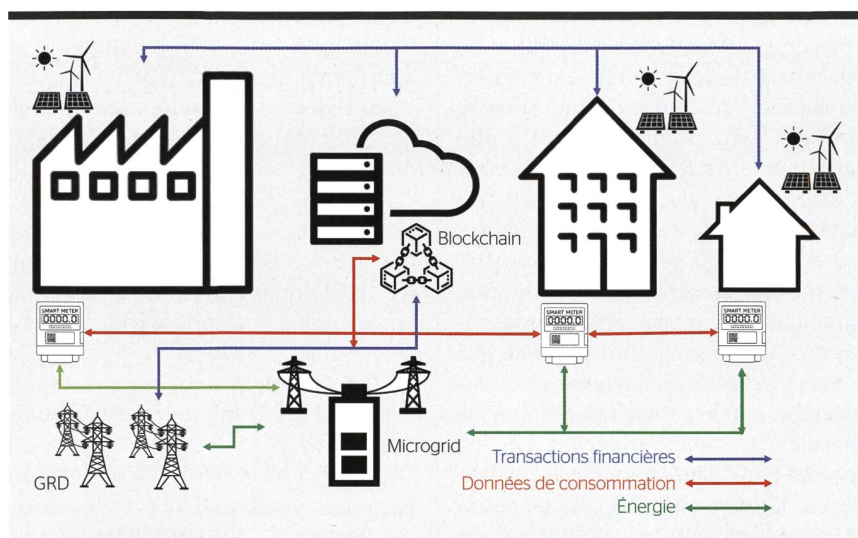 Blockchain
SMART METER
0000.0
SMART METER
0000.0
SMART METER
0000.0
Microgrid
GRD
Transactions financières
Données de consommation
Énergie